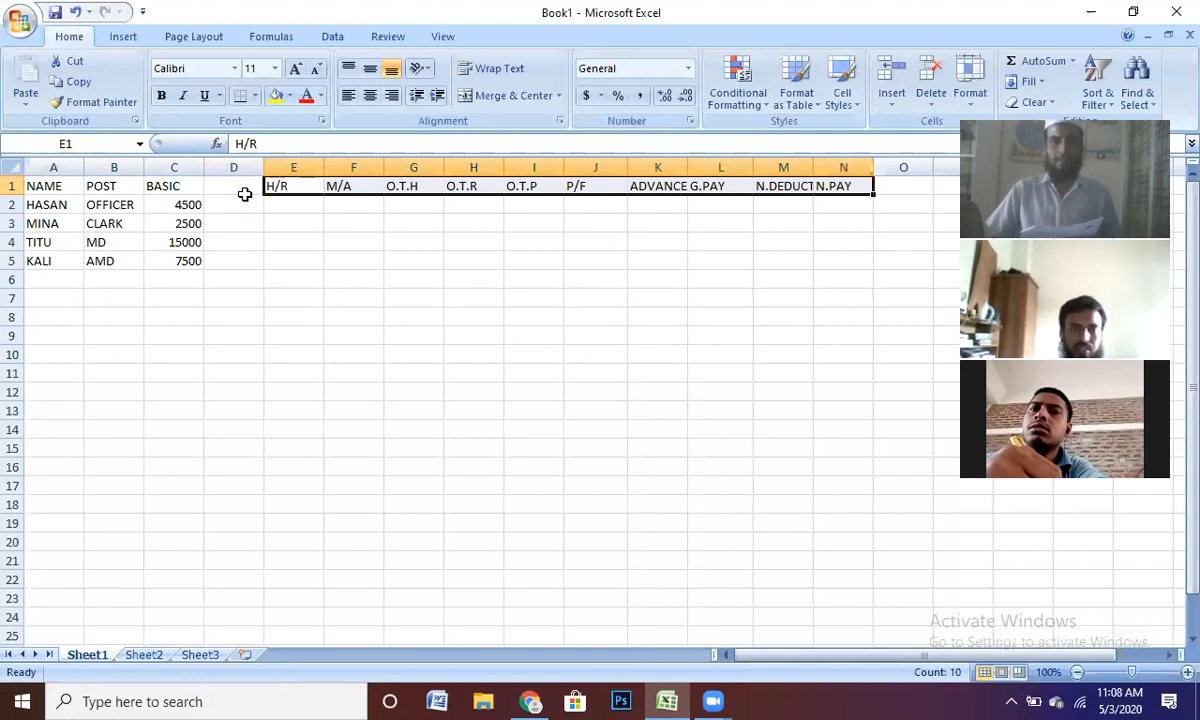 Book1 - Microsoft Excel
Home Insert Page Layout Formulas Data Review View
Cut Calibri 11 Wrap Text General AutoSum
Paste Copy Fill
Format Painter B I U Merge & Center $ % , Conditional Formatting Format as Table Cell Styles Insert Delete Format Clear Sort & Filter Find & Select
Clipboard Font Alignment Number Styles Cells Editing
E1 fx H/R
A B C D E F G H I J K L M N O
1 NAME POST BASIC H/R M/A O.T.H O.T.R O.T.P P/F ADVANCE G.PAY N.DEDUCT N.PAY
2 HASAN OFFICER 4500
3 MINA CLARK 2500
4 TITU MD 15000
5 KALI AMD 7500
6
7
8
9
10
11
12
13
14
15
16
17
18
19
20
21
22
23
24
25
Activate Windows
Go to Settings to activate Windows.
Sheet1 Sheet2 Sheet3
Ready Count: 10 100%
Type here to search 11:08 AM
5/3/2020